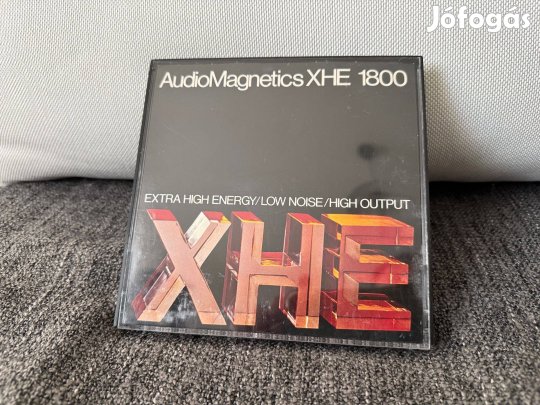 Jófogás
AudioMagnetics XHE 1800
EXTRA HIGH ENERGY/LOW NOISE/HIGH OUTPUT
XHE